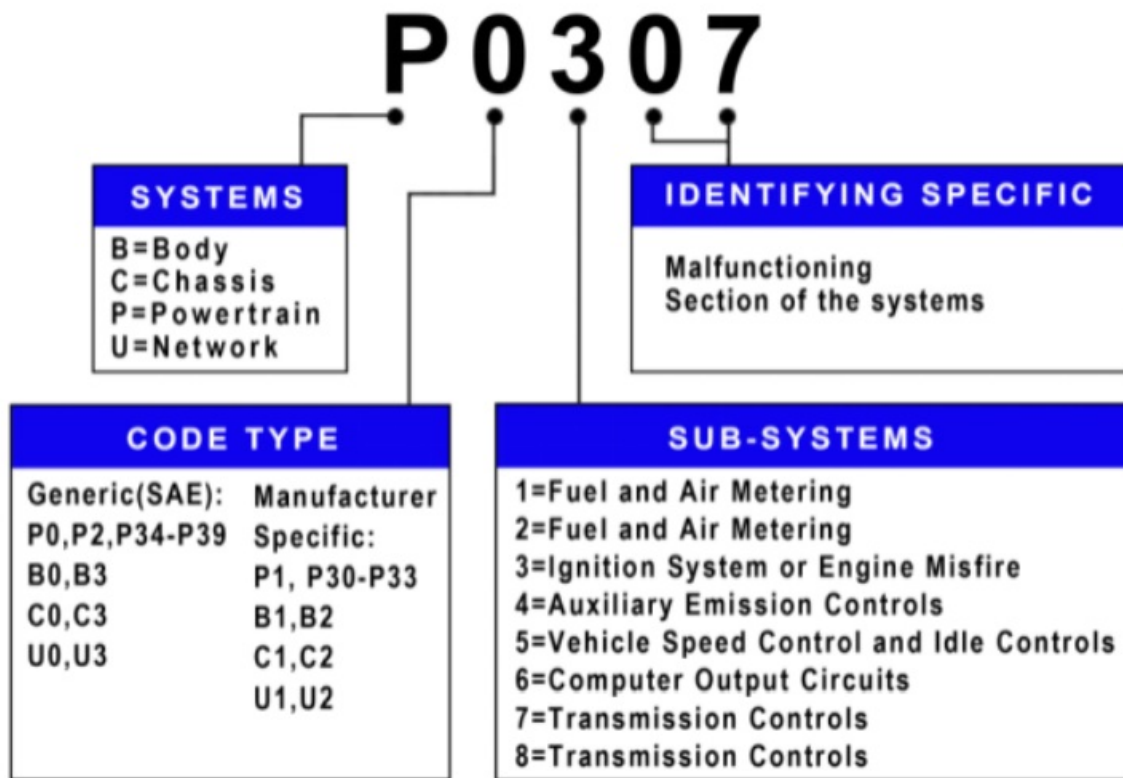 P0307
SYSTEMS
B=Body
C=Chassis
P=Powertrain
U=Network
IDENTIFYING SPECIFIC
Malfunctioning
Section of the systems
CODE TYPE
Generic(SAE):
P0,P2,P34-P39
B0,B3
C0,C3
U0,U3
Manufacturer
Specific:
P1, P30-P33
B1,B2
C1,C2
U1,U2
SUB-SYSTEMS
1=Fuel and Air Metering
2=Fuel and Air Metering
3=Ignition System or Engine Misfire
4=Auxiliary Emission Controls
5=Vehicle Speed Control and Idle Controls
6=Computer Output Circuits
7=Transmission Controls
8=Transmission Controls